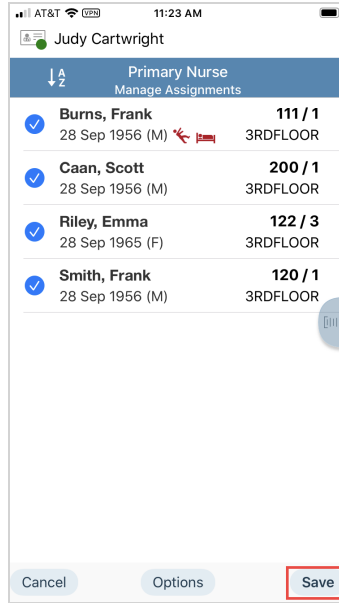 AT&T VPN 11:23 AM
Judy Cartwright
A Z Primary Nurse
Manage Assignments
Burns, Frank 111 / 1
28 Sep 1956 (M) 3RDFLOOR
Caan, Scott 200 / 1
28 Sep 1956 (M) 3RDFLOOR
Riley, Emma 122 / 3
28 Sep 1965 (F) 3RDFLOOR
Smith, Frank 120 / 1
28 Sep 1956 (M) 3RDFLOOR
Cancel Options Save